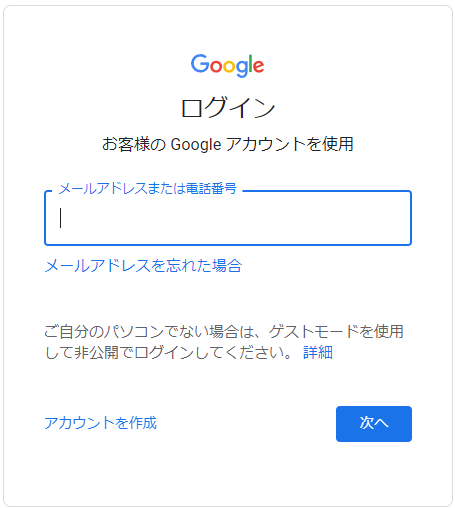 Google
ログイン
お客様の Google アカウントを使用
メールアドレスまたは電話番号
メールアドレスを忘れた場合
ご自分のパソコンでない場合は、ゲストモードを使用
して非公開でログインしてください。 詳細
アカウントを作成
次へ